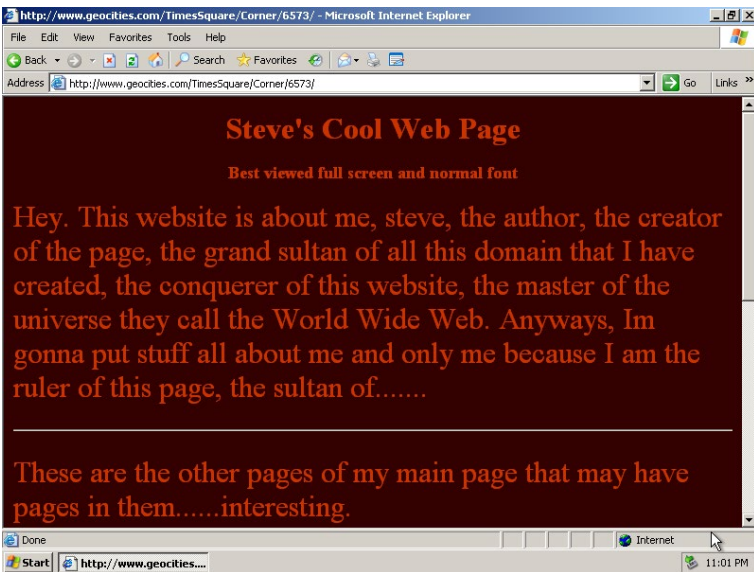 http://www.geocities.com/TimesSquare/Corner/6573/ - Microsoft Internet Explorer
File Edit View Favorites Tools Help
Back Search Favorites
Address http://www.geocities.com/TimesSquare/Corner/6573/ Go Links »
Steve's Cool Web Page
Best viewed full screen and normal font
Hey. This website is about me, steve, the author, the creator
of the page, the grand sultan of all this domain that I have
created, the conquerer of this website, the master of the
universe they call the World Wide Web. Anyways, Im
gonna put stuff all about me and only me because I am the
ruler of this page, the sultan of.......
These are the other pages of my main page that may have
pages in them......interesting.
Done Internet
Start http://www.geocities.... 11:01 PM